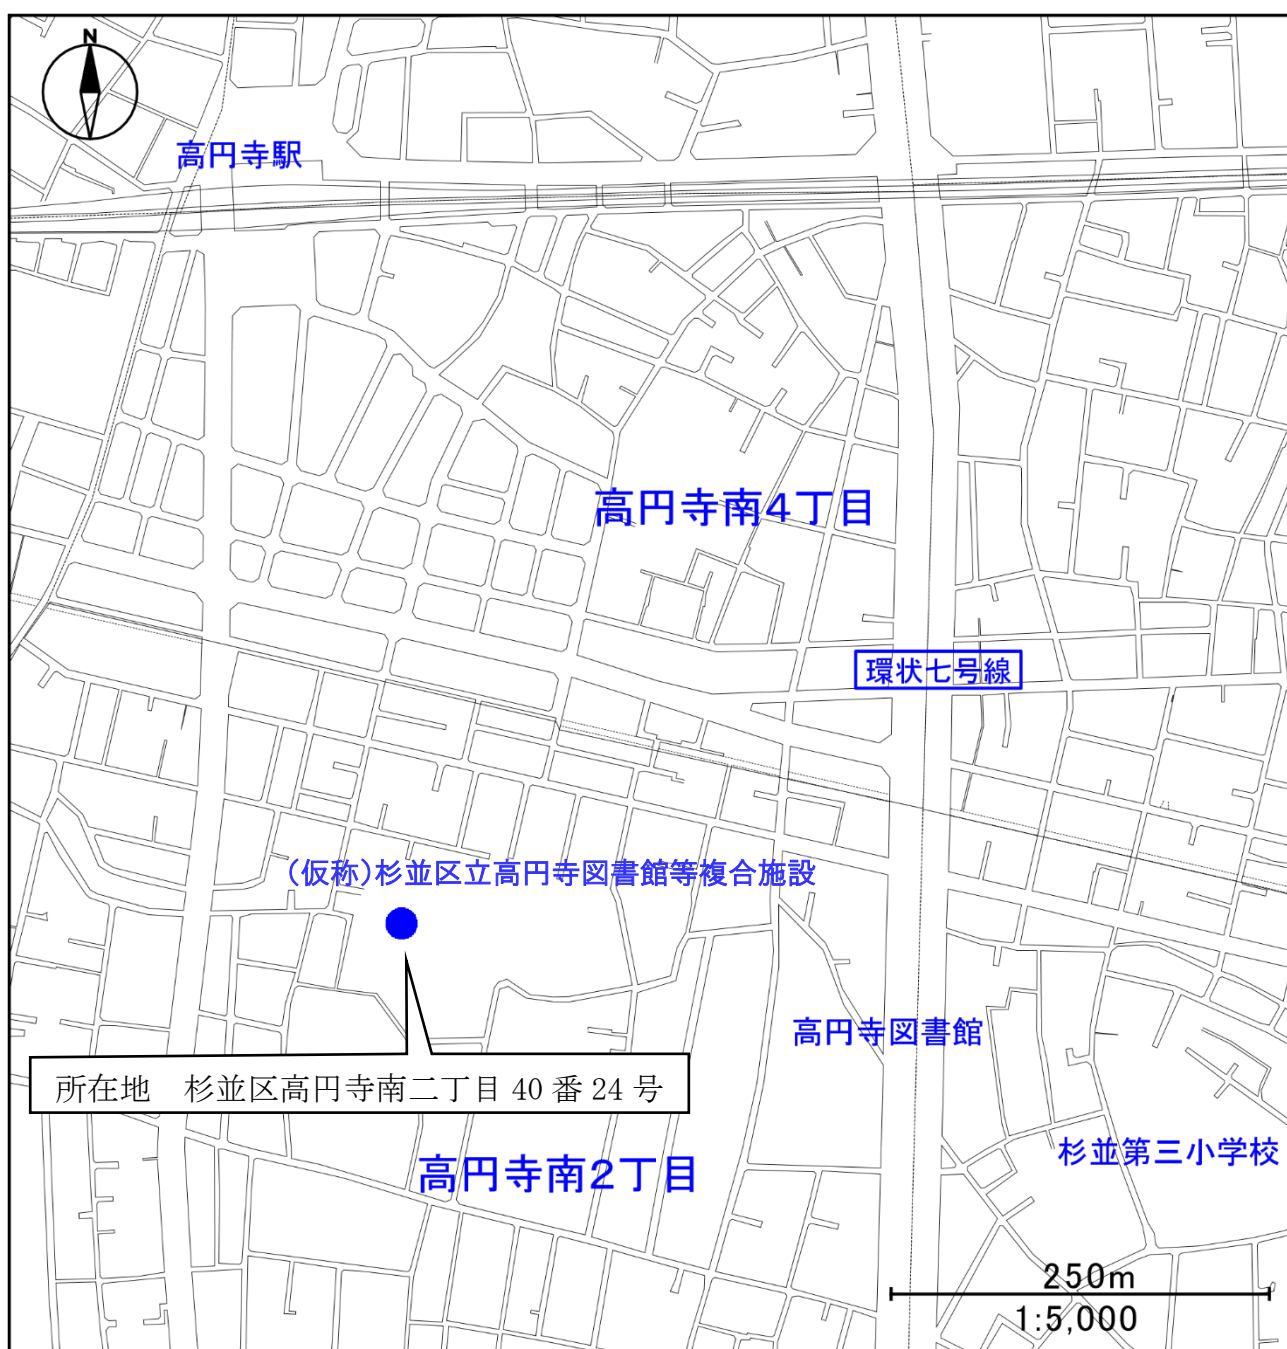 N
高円寺駅
高円寺南4丁目
環状七号線
(仮称)杉並区立高円寺図書館等複合施設
高円寺図書館
所在地 杉並区高円寺南二丁目 40 番 24 号
杉並第三小学校
高円寺南2丁目
250m
1:5,000